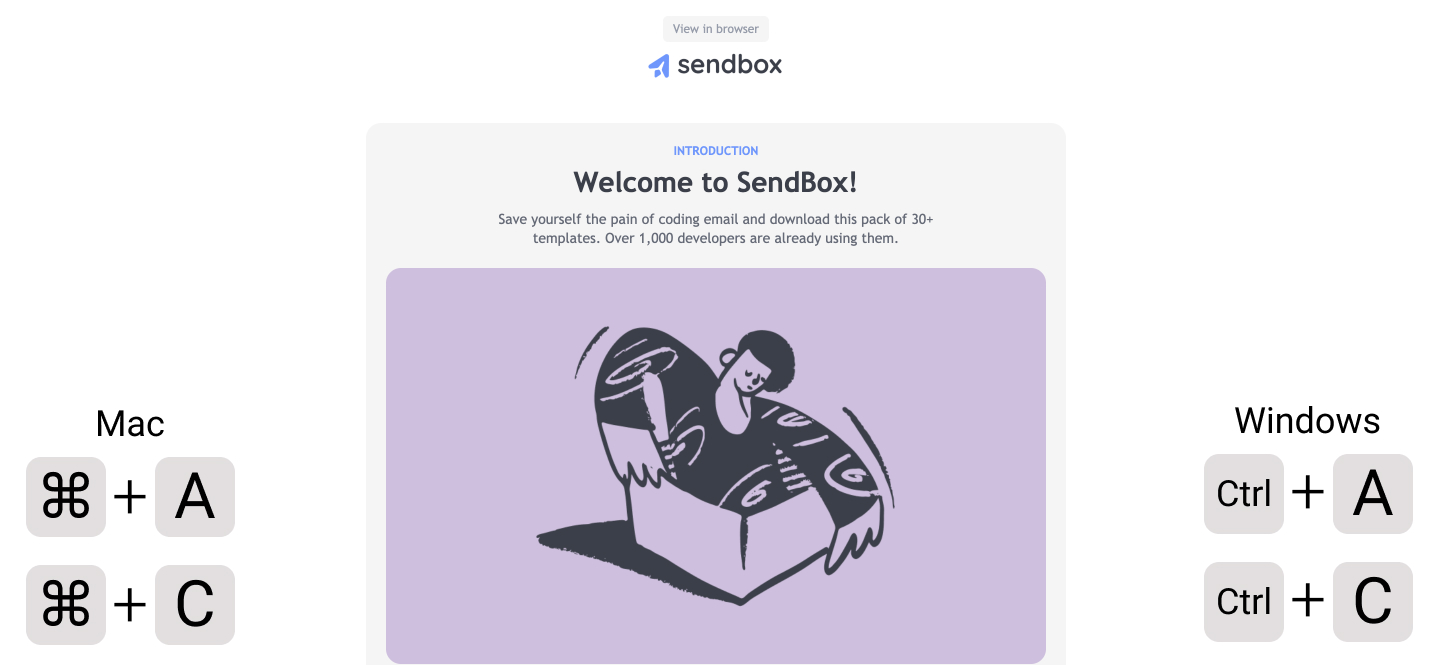 View in browser
sendbox
INTRODUCTION
Welcome to SendBox!
Save yourself the pain of coding email and download this pack of 30+
templates. Over 1,000 developers are already using them.
Mac
⌘ + A
⌘ + C
Windows
Ctrl + A
Ctrl + C